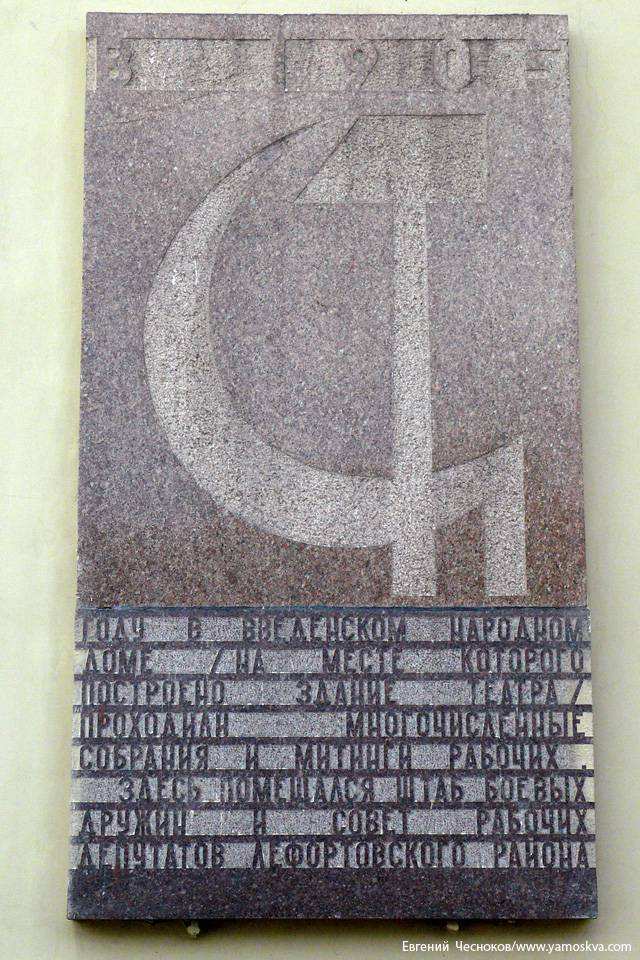 В 1905
ГОДУ В ВВЕДЕНСКОМ НАРОДНОМ
ДОМЕ /НА МЕСТЕ КОТОРОГО
ПОСТРОЕНО ЗДАНИЕ ТЕАТРА/
ПРОХОДИЛИ МНОГОЧИСЛЕННЫЕ
СОБРАНИЯ И МИТИНГИ РАБОЧИХ.
ЗДЕСЬ ПОМЕЩАЛСЯ ШТАБ БОЕВЫХ
ДРУЖИН И СОВЕТ РАБОЧИХ
ДЕПУТАТОВ ЛЕФОРТОВСКОГО РАЙОНА
Евгений Чесноков/www.yamoskva.com